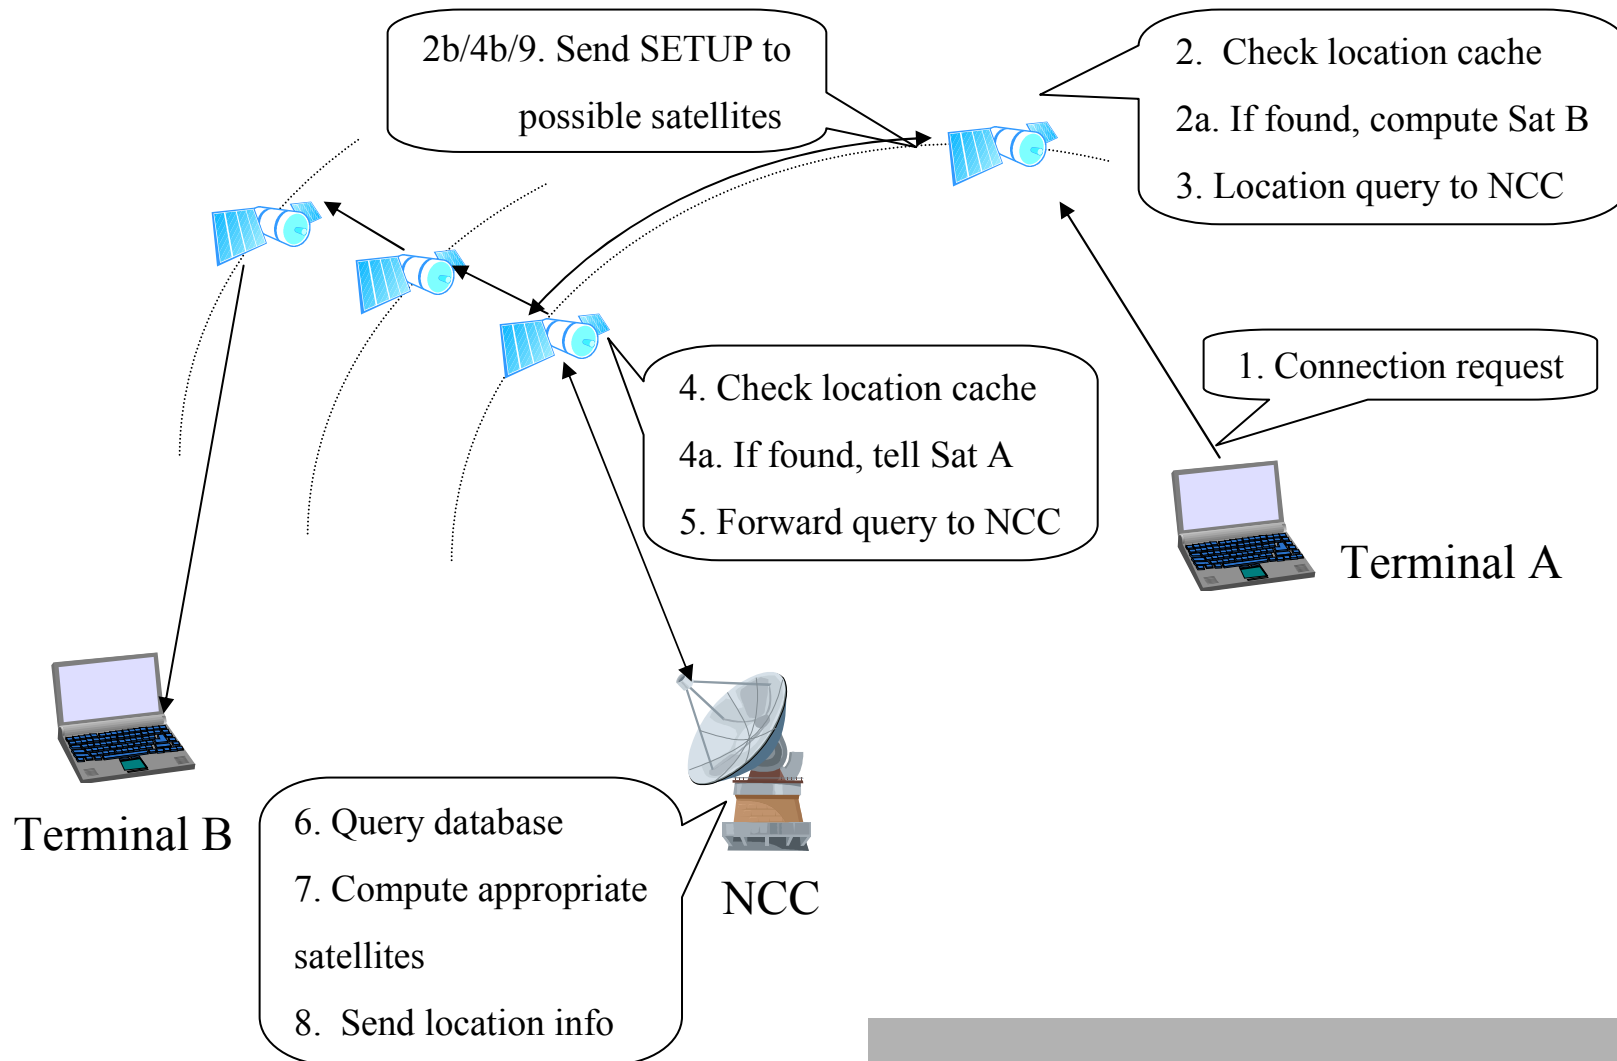 2b/4b/9. Send SETUP to
possible satellites
2. Check location cache
2a. If found, compute Sat B
3. Location query to NCC
1. Connection request
4. Check location cache
4a. If found, tell Sat A
5. Forward query to NCC
Terminal A
Terminal B
6. Query database
7. Compute appropriate
satellites
8. Send location info
NCC